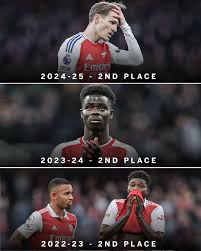 2024-25 - 2ND PLACE
2023-24 - 2ND PLACE
2022-23 - 2ND PLACE